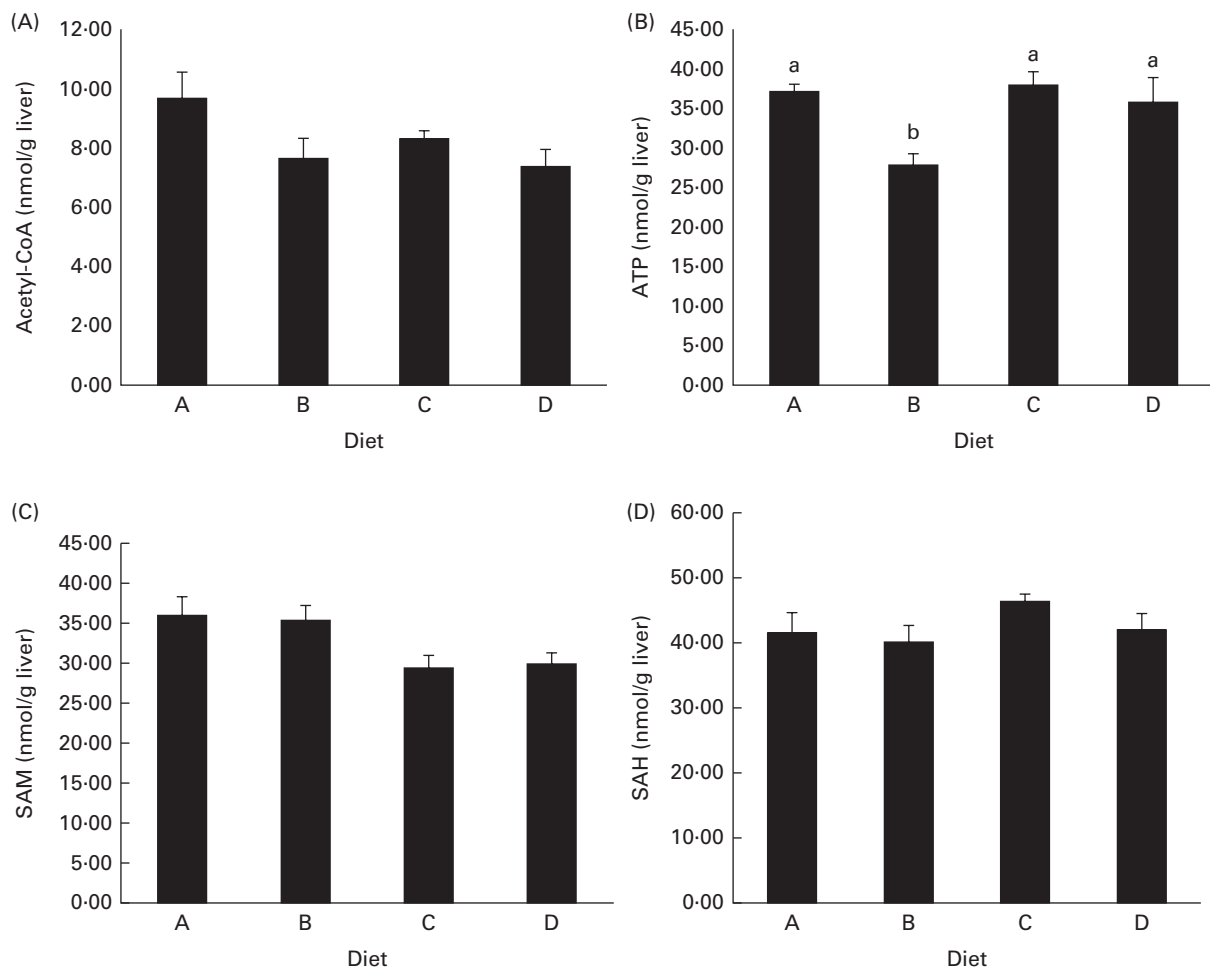 (A)
Acetyl-CoA (nmol/g liver)
12·00
10·00
8·00
6·00
4·00
2·00
0·00
A B C D
Diet
(B)
ATP (nmol/g liver)
45·00
40·00
35·00
30·00
25·00
20·00
15·00
10·00
5·00
0·00
a
b
a
a
A B C D
Diet
(C)
SAM (nmol/g liver)
45·00
40·00
35·00
30·00
25·00
20·00
15·00
10·00
5·00
0·00
A B C D
Diet
(D)
SAH (nmol/g liver)
60·00
50·00
40·00
30·00
20·00
10·00
0·00
A B C D
Diet